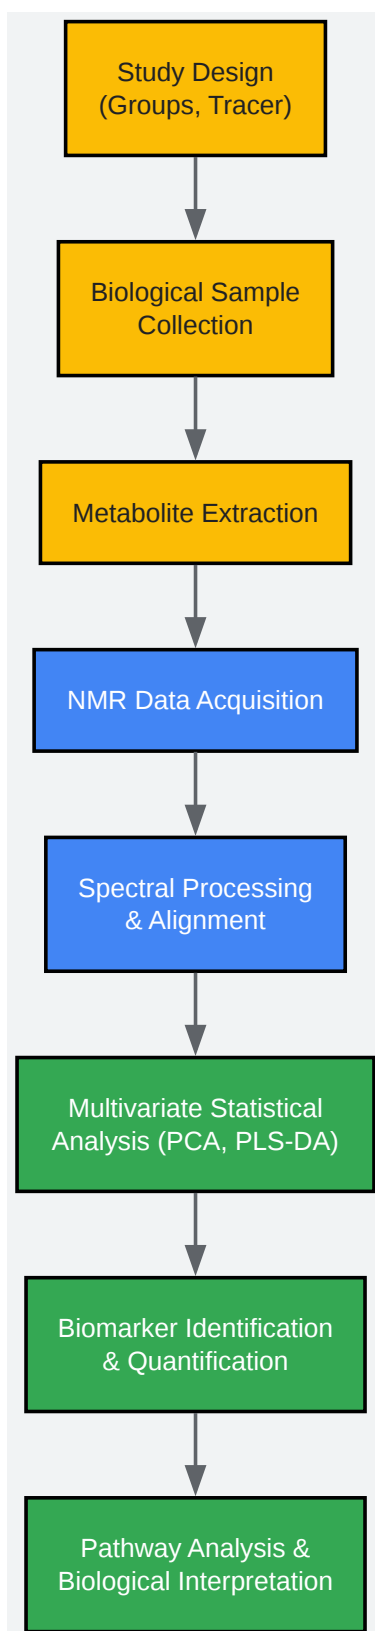 Study Design
(Groups, Tracer)
Biological Sample
Collection
Metabolite Extraction
NMR Data Acquisition
Spectral Processing
& Alignment
Multivariate Statistical
Analysis (PCA, PLS-DA)
Biomarker Identification
& Quantification
Pathway Analysis &
Biological Interpretation